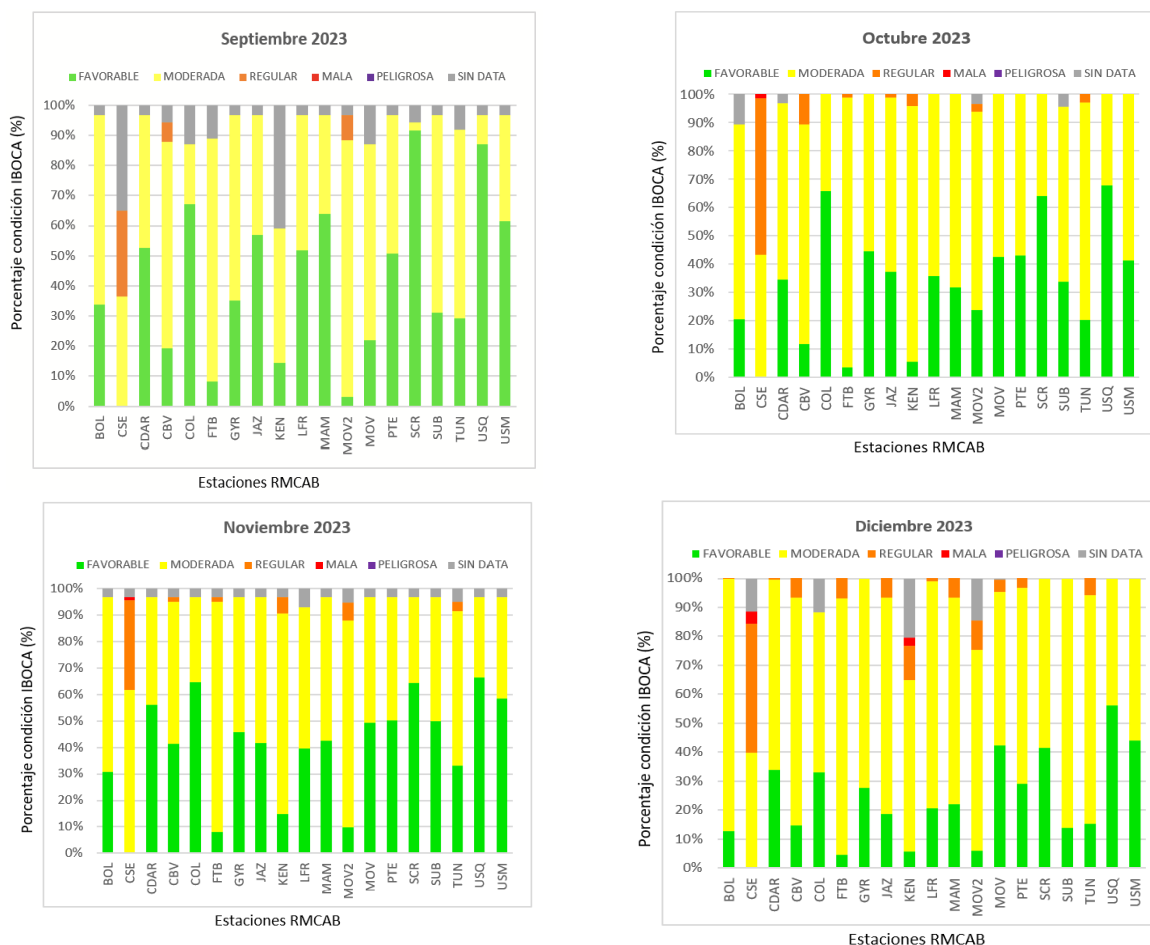 Septiembre 2023
FAVORABLE MODERADA REGULAR MALA PELIGROSA SIN DATA
Porcentaje condición IBOCA (%)
100%
90%
80%
70%
60%
50%
40%
30%
20%
10%
0%
BOL CSE CDAR CBV COL FTB GYR JAZ KEN LFR MAM MOV2 MOV PTE SCR SUB TUN USQ USM
Estaciones RMCAB
Octubre 2023
FAVORABLE MODERADA REGULAR MALA PELIGROSA SIN DATA
Porcentaje condición IBOCA (%)
100%
90%
80%
70%
60%
50%
40%
30%
20%
10%
0%
BOL CSE CDAR CBV COL FTB GYR JAZ KEN LFR MAM MOV2 MOV PTE SCR SUB TUN USQ USM
Estaciones RMCAB
Noviembre 2023
FAVORABLE MODERADA REGULAR MALA PELIGROSA SIN DATA
Porcentaje condición IBOCA (%)
100%
90%
80%
70%
60%
50%
40%
30%
20%
10%
0%
BOL CSE CDAR CBV COL FTB GYR JAZ KEN LFR MAM MOV2 MOV PTE SCR SUB TUN USQ USM
Estaciones RMCAB
Diciembre 2023
FAVORABLE MODERADA REGULAR MALA PELIGROSA SIN DATA
Porcentaje condición IBOCA (%)
100%
90%
80%
70%
60%
50%
40%
30%
20%
10%
0%
BOL CSE CDAR CBV COL FTB GYR JAZ KEN LFR MAM MOV2 MOV PTE SCR SUB TUN USQ USM
Estaciones RMCAB